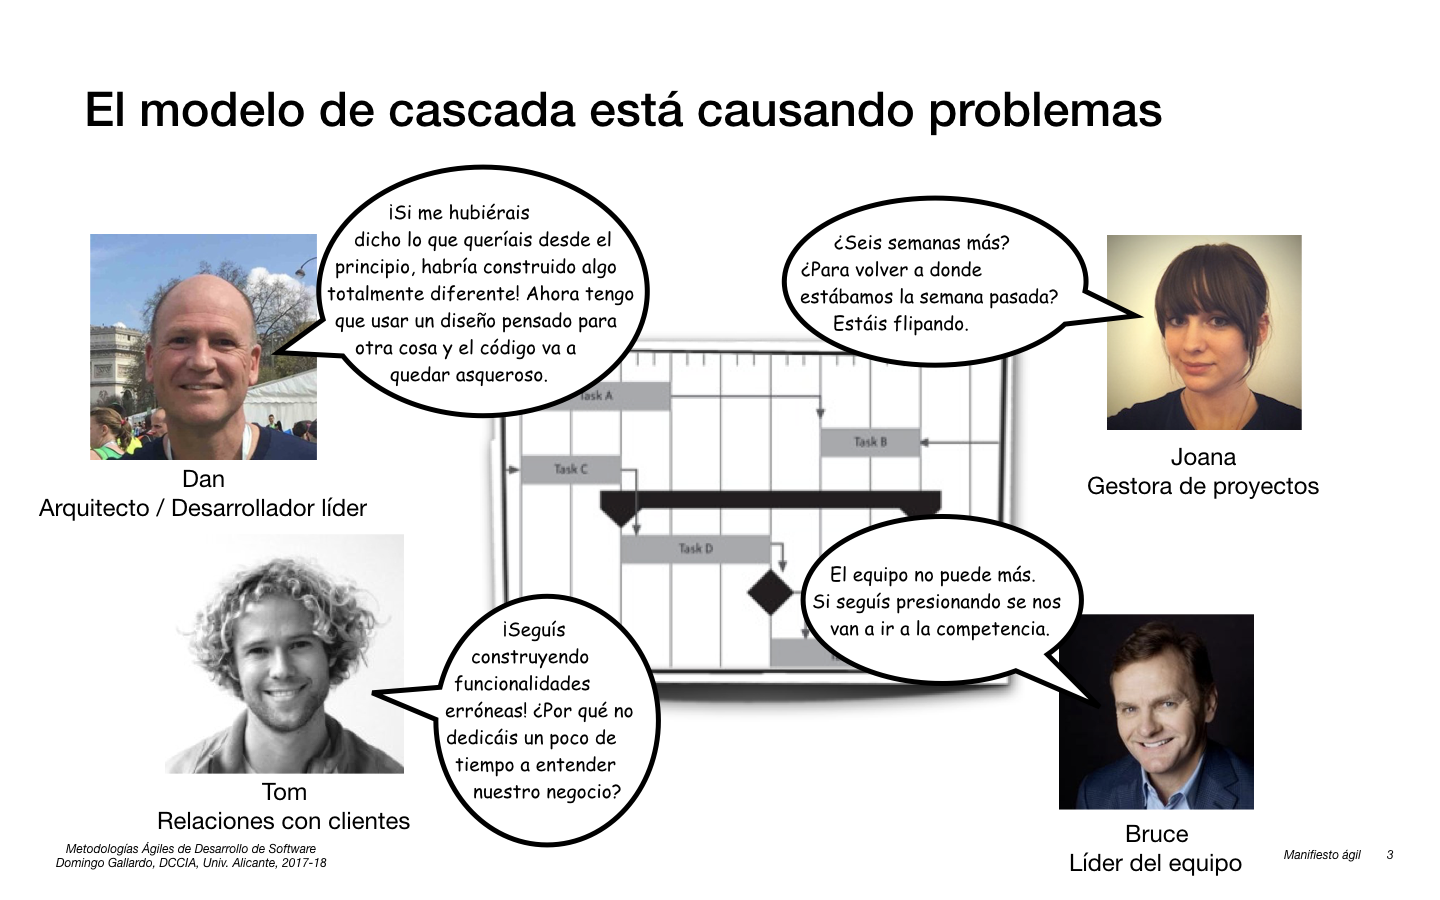 El modelo de cascada está causando problemas
¡Si me hubiérais
dicho lo que queríais desde el
principio, habría construido algo
totalmente diferente! Ahora tengo
que usar un diseño pensado para
otra cosa y el código va a
quedar asqueroso.
¿Seis semanas más?
¿Para volver a donde
estábamos la semana pasada?
Estáis flipando.
Dan
Arquitecto / Desarrollador líder
Joana
Gestora de proyectos
Task A
Task B
Task C
Task D
El equipo no puede más.
Si seguís presionando se nos
van a ir a la competencia.
¡Seguís
construyendo
funcionalidades
erróneas! ¿Por qué no
dedicáis un poco de
tiempo a entender
nuestro negocio?
Tom
Relaciones con clientes
Bruce
Líder del equipo
Metodologías Ágiles de Desarrollo de Software
Domingo Gallardo, DCCIA, Univ. Alicante, 2017-18
Manifiesto ágil 3